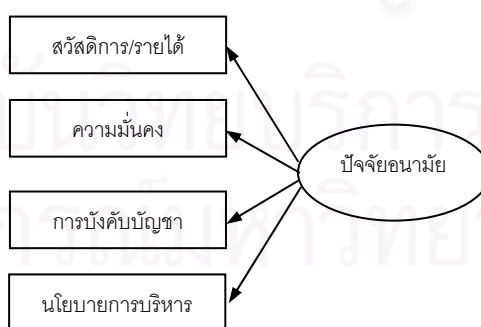 สวัสดิการ/รายได้
ความมั่นคง
ปัจจัยอนามัย
การบังคับบัญชา
นโยบายการบริหาร